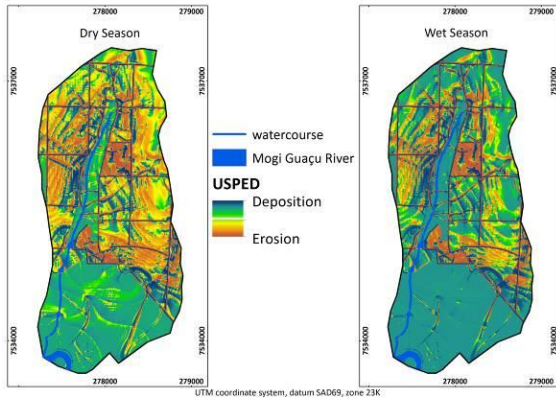 278000 279000
Dry Season
7537000
7534000
278000 279000
watercourse
Mogi Guaçu River
USPED
Deposition
Erosion
278000 279000
Wet Season
7537000
7534000
278000 279000
UTM coordinate system, datum SAD69, zone 23K